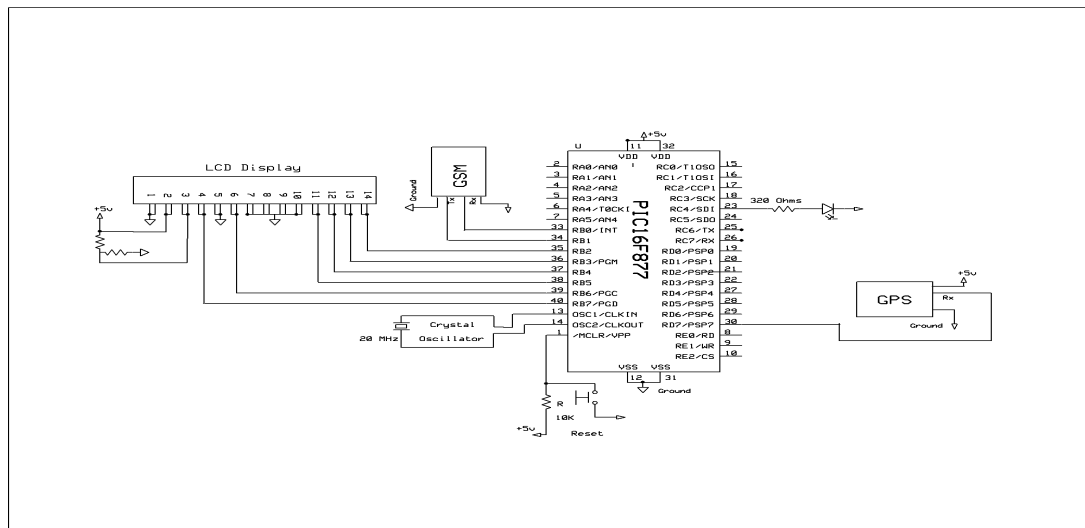 LCD Display
1 2 3 4 5 6 7 8 9 10 11 12 13 14
+5v
GSM
Ground
Tx
Rx
U
+5v
11 32
VDD VDD
PIC16F877
2 RA0/AN0
3 RA1/AN1
4 RA2/AN2
5 RA3/AN3
6 RA4/T0CKI
7 RA5/AN4
33 RB0/INT
34 RB1
35 RB2
36 RB3/PGM
37 RB4
38 RB5
39 RB6/PGC
40 RB7/PGD
13 OSC1/CLKIN
14 OSC2/CLKOUT
1 /MCLR/VPP
RC0/T1OSO 15
RC1/T1OSI 16
RC2/CCP1 17
RC3/SCK 18
RC4/SDI 23
RC5/SDO 24
RC6/TX 25
RC7/RX 26
RD0/PSP0 19
RD1/PSP1 20
RD2/PSP2 21
RD3/PSP3 22
RD4/PSP4 27
RD5/PSP5 28
RD6/PSP6 29
RD7/PSP7 30
RE0/RD 8
RE1/WR 9
RE2/CS 10
VSS VSS
12 31
Ground
320 Ohms
+5v
GPS
Rx
Ground
Crystal
Oscillator
20 MHz
R
10K
+5v
Reset